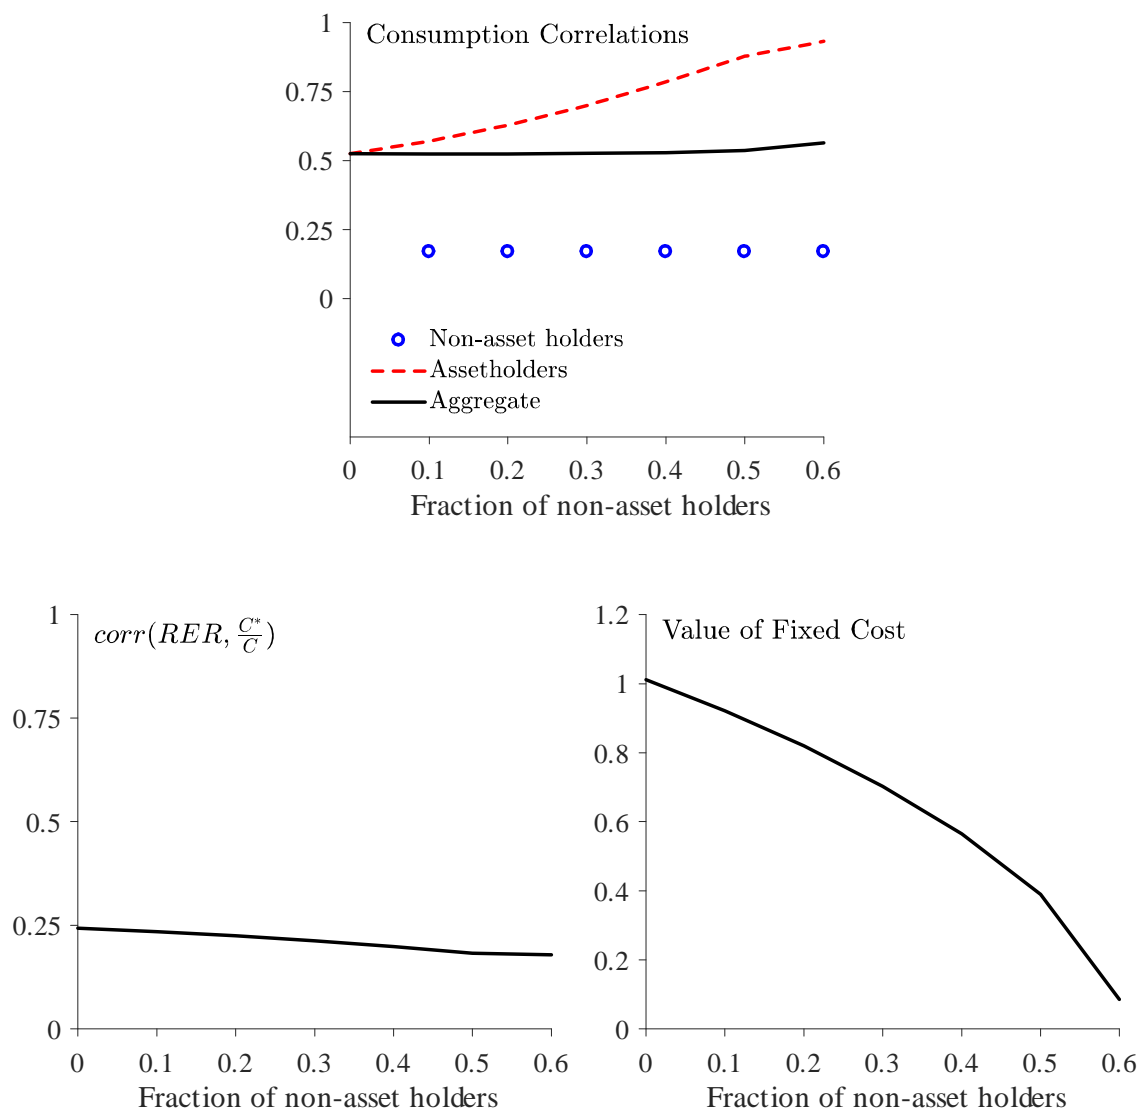 1
Consumption Correlations
0.75
0.5
0.25
0
Non-asset holders
Assetholders
Aggregate
0 0.1 0.2 0.3 0.4 0.5 0.6
Fraction of non-asset holders
1
corr(RER, C*/C)
0.75
0.5
0.25
0
0 0.1 0.2 0.3 0.4 0.5 0.6
Fraction of non-asset holders
1.2
Value of Fixed Cost
1
0.8
0.6
0.4
0.2
0
0 0.1 0.2 0.3 0.4 0.5 0.6
Fraction of non-asset holders